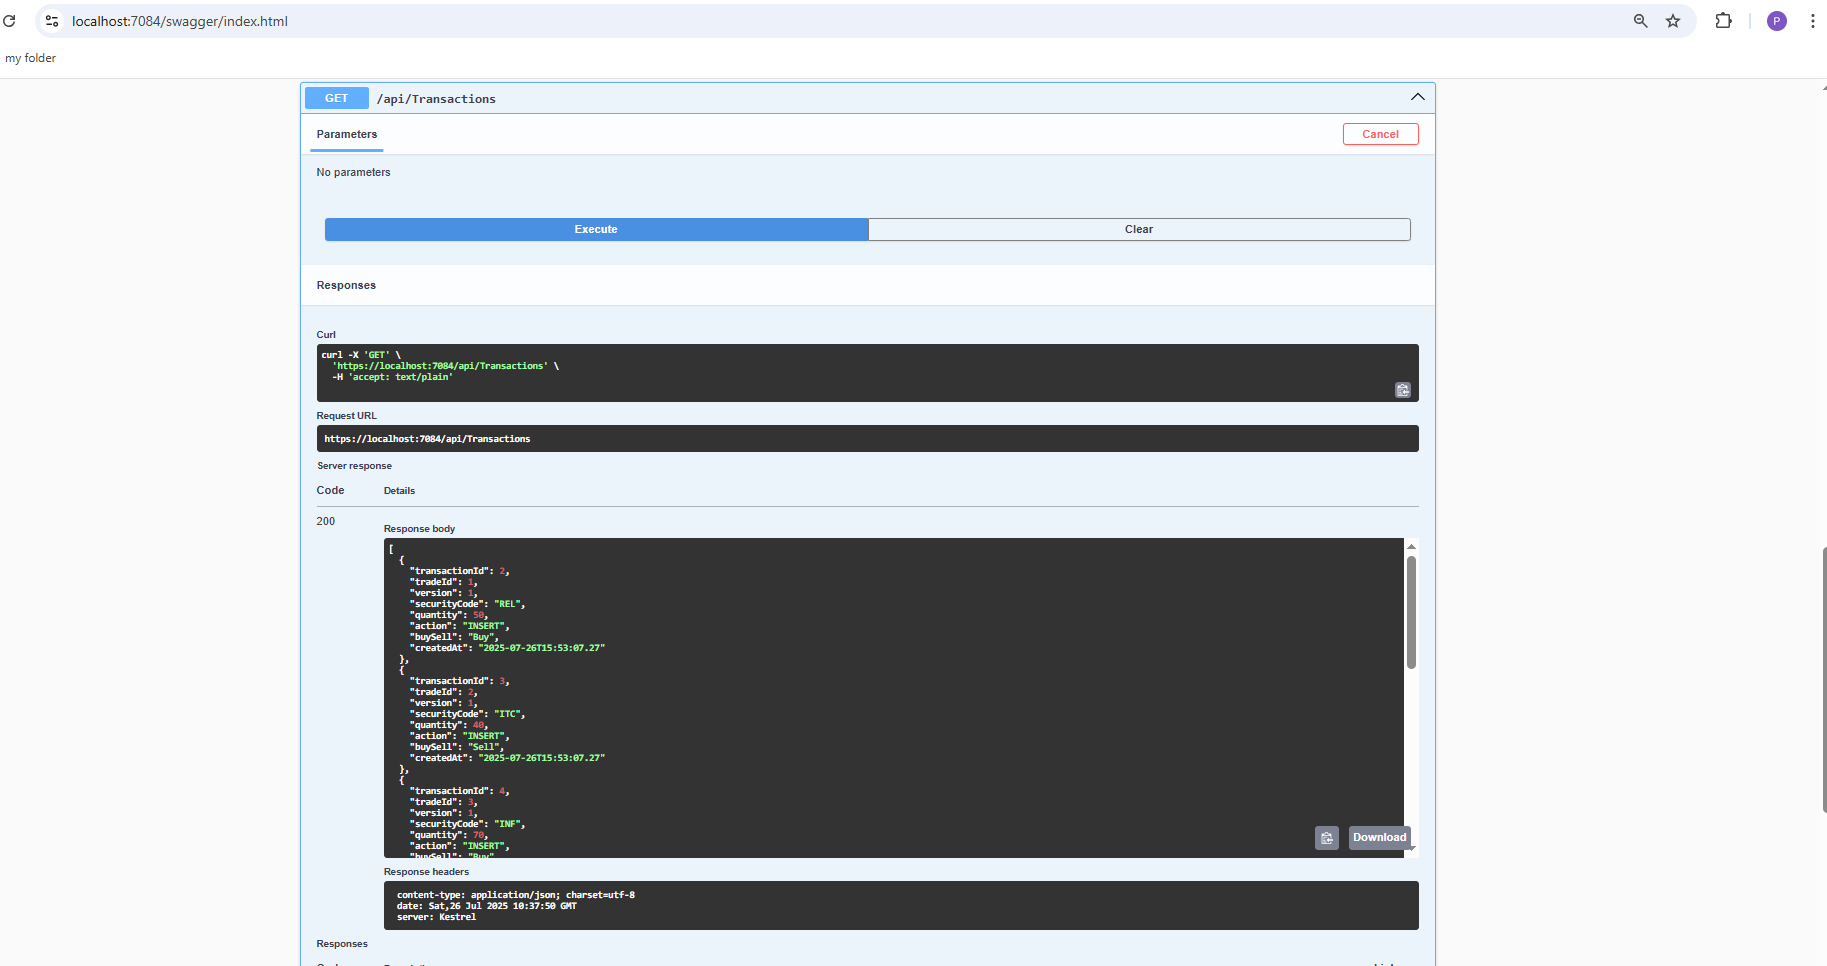 localhost:7084/swagger/index.html
P
my folder
GET /api/Transactions
Parameters
Cancel
No parameters
Execute
Clear
Responses
Curl
curl -X 'GET' \
  'https://localhost:7084/api/Transactions' \
  -H 'accept: text/plain'
Request URL
https://localhost:7084/api/Transactions
Server response
Code Details
200
Response body
[
  {
    "transactionId": 2,
    "tradeId": 1,
    "version": 1,
    "securityCode": "REL",
    "quantity": 50,
    "action": "INSERT",
    "buySell": "Buy",
    "createdAt": "2025-07-26T15:53:07.27"
  },
  {
    "transactionId": 3,
    "tradeId": 2,
    "version": 1,
    "securityCode": "ITC",
    "quantity": 40,
    "action": "INSERT",
    "buySell": "Sell",
    "createdAt": "2025-07-26T15:53:07.27"
  },
  {
    "transactionId": 4,
    "tradeId": 3,
    "version": 1,
    "securityCode": "INF",
    "quantity": 70,
    "action": "INSERT",
    "buySell": "Buy"
Download
Response headers
content-type: application/json; charset=utf-8
date: Sat,26 Jul 2025 10:37:50 GMT
server: Kestrel
Responses